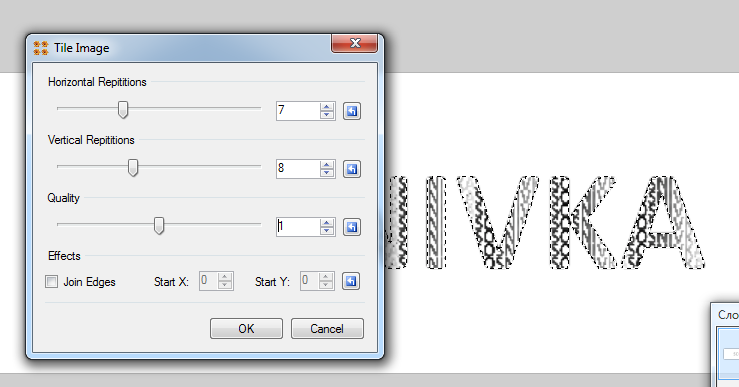 Tile Image
Horizontal Repititions
7
Vertical Repititions
8
Quality
1
Effects
Join Edges Start X: 0 Start Y: 0
OK Cancel
IVKA
Сло